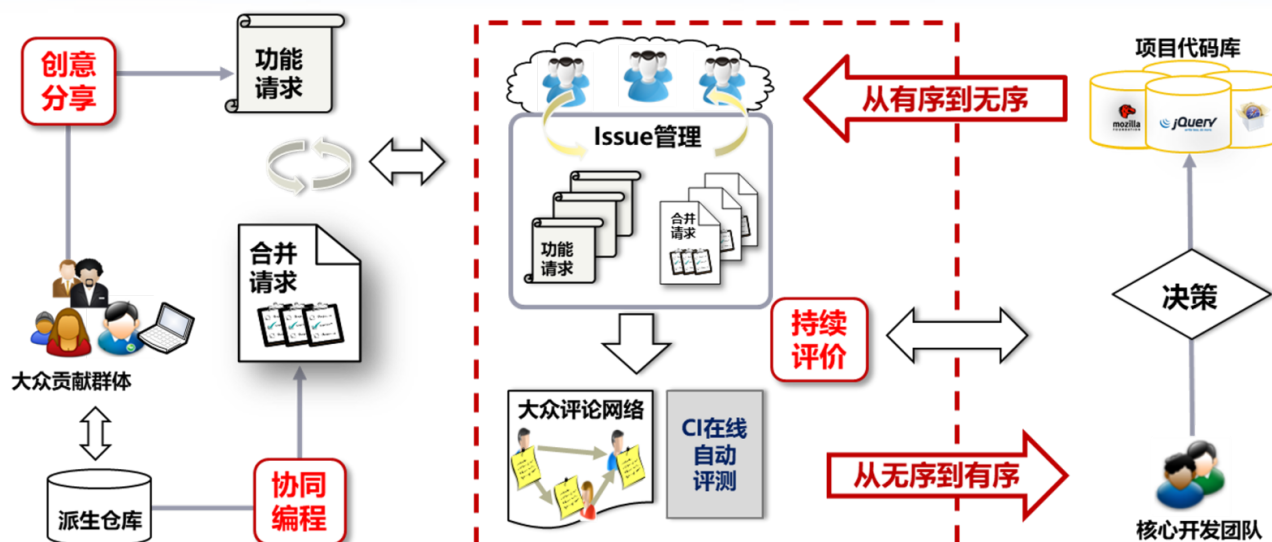 创意
分享
功能
请求
合并
请求
大众贡献群体
派生仓库
协同
编程
Issue管理
功能
请求
合并
请求
大众评论网络
CI在线
自动
评测
持续
评价
从有序到无序
从无序到有序
项目代码库
mozilla
FOUNDATION
jQuery
决策
核心开发团队